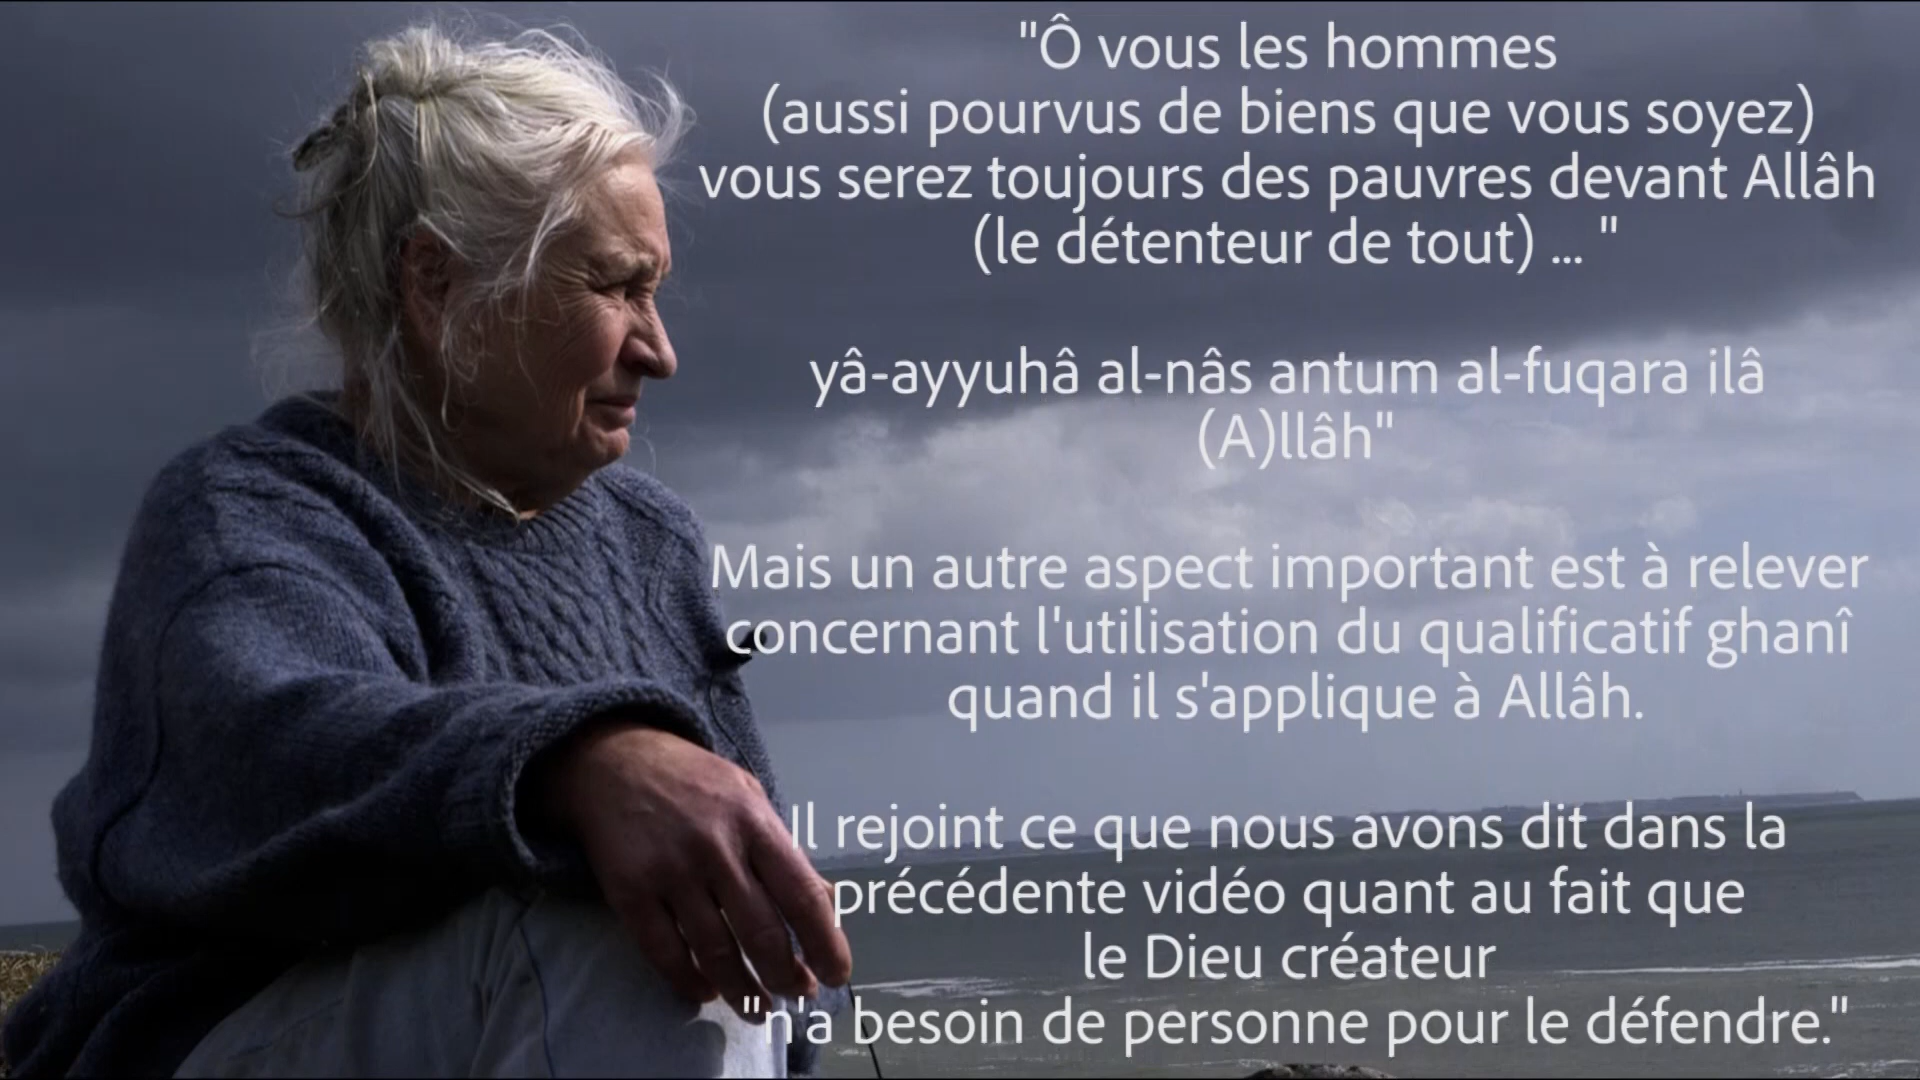 "Ô vous les hommes
(aussi pourvus de biens que vous soyez)
vous serez toujours des pauvres devant Allâh
(le détenteur de tout) ... "
yâ-ayyuhâ al-nâs antum al-fuqara ilâ
(A)llâh"
Mais un autre aspect important est à relever
concernant l'utilisation du qualificatif ghanî
quand il s'applique à Allâh.
Il rejoint ce que nous avons dit dans la
précédente vidéo quant au fait que
le Dieu créateur
"n'a besoin de personne pour le défendre."